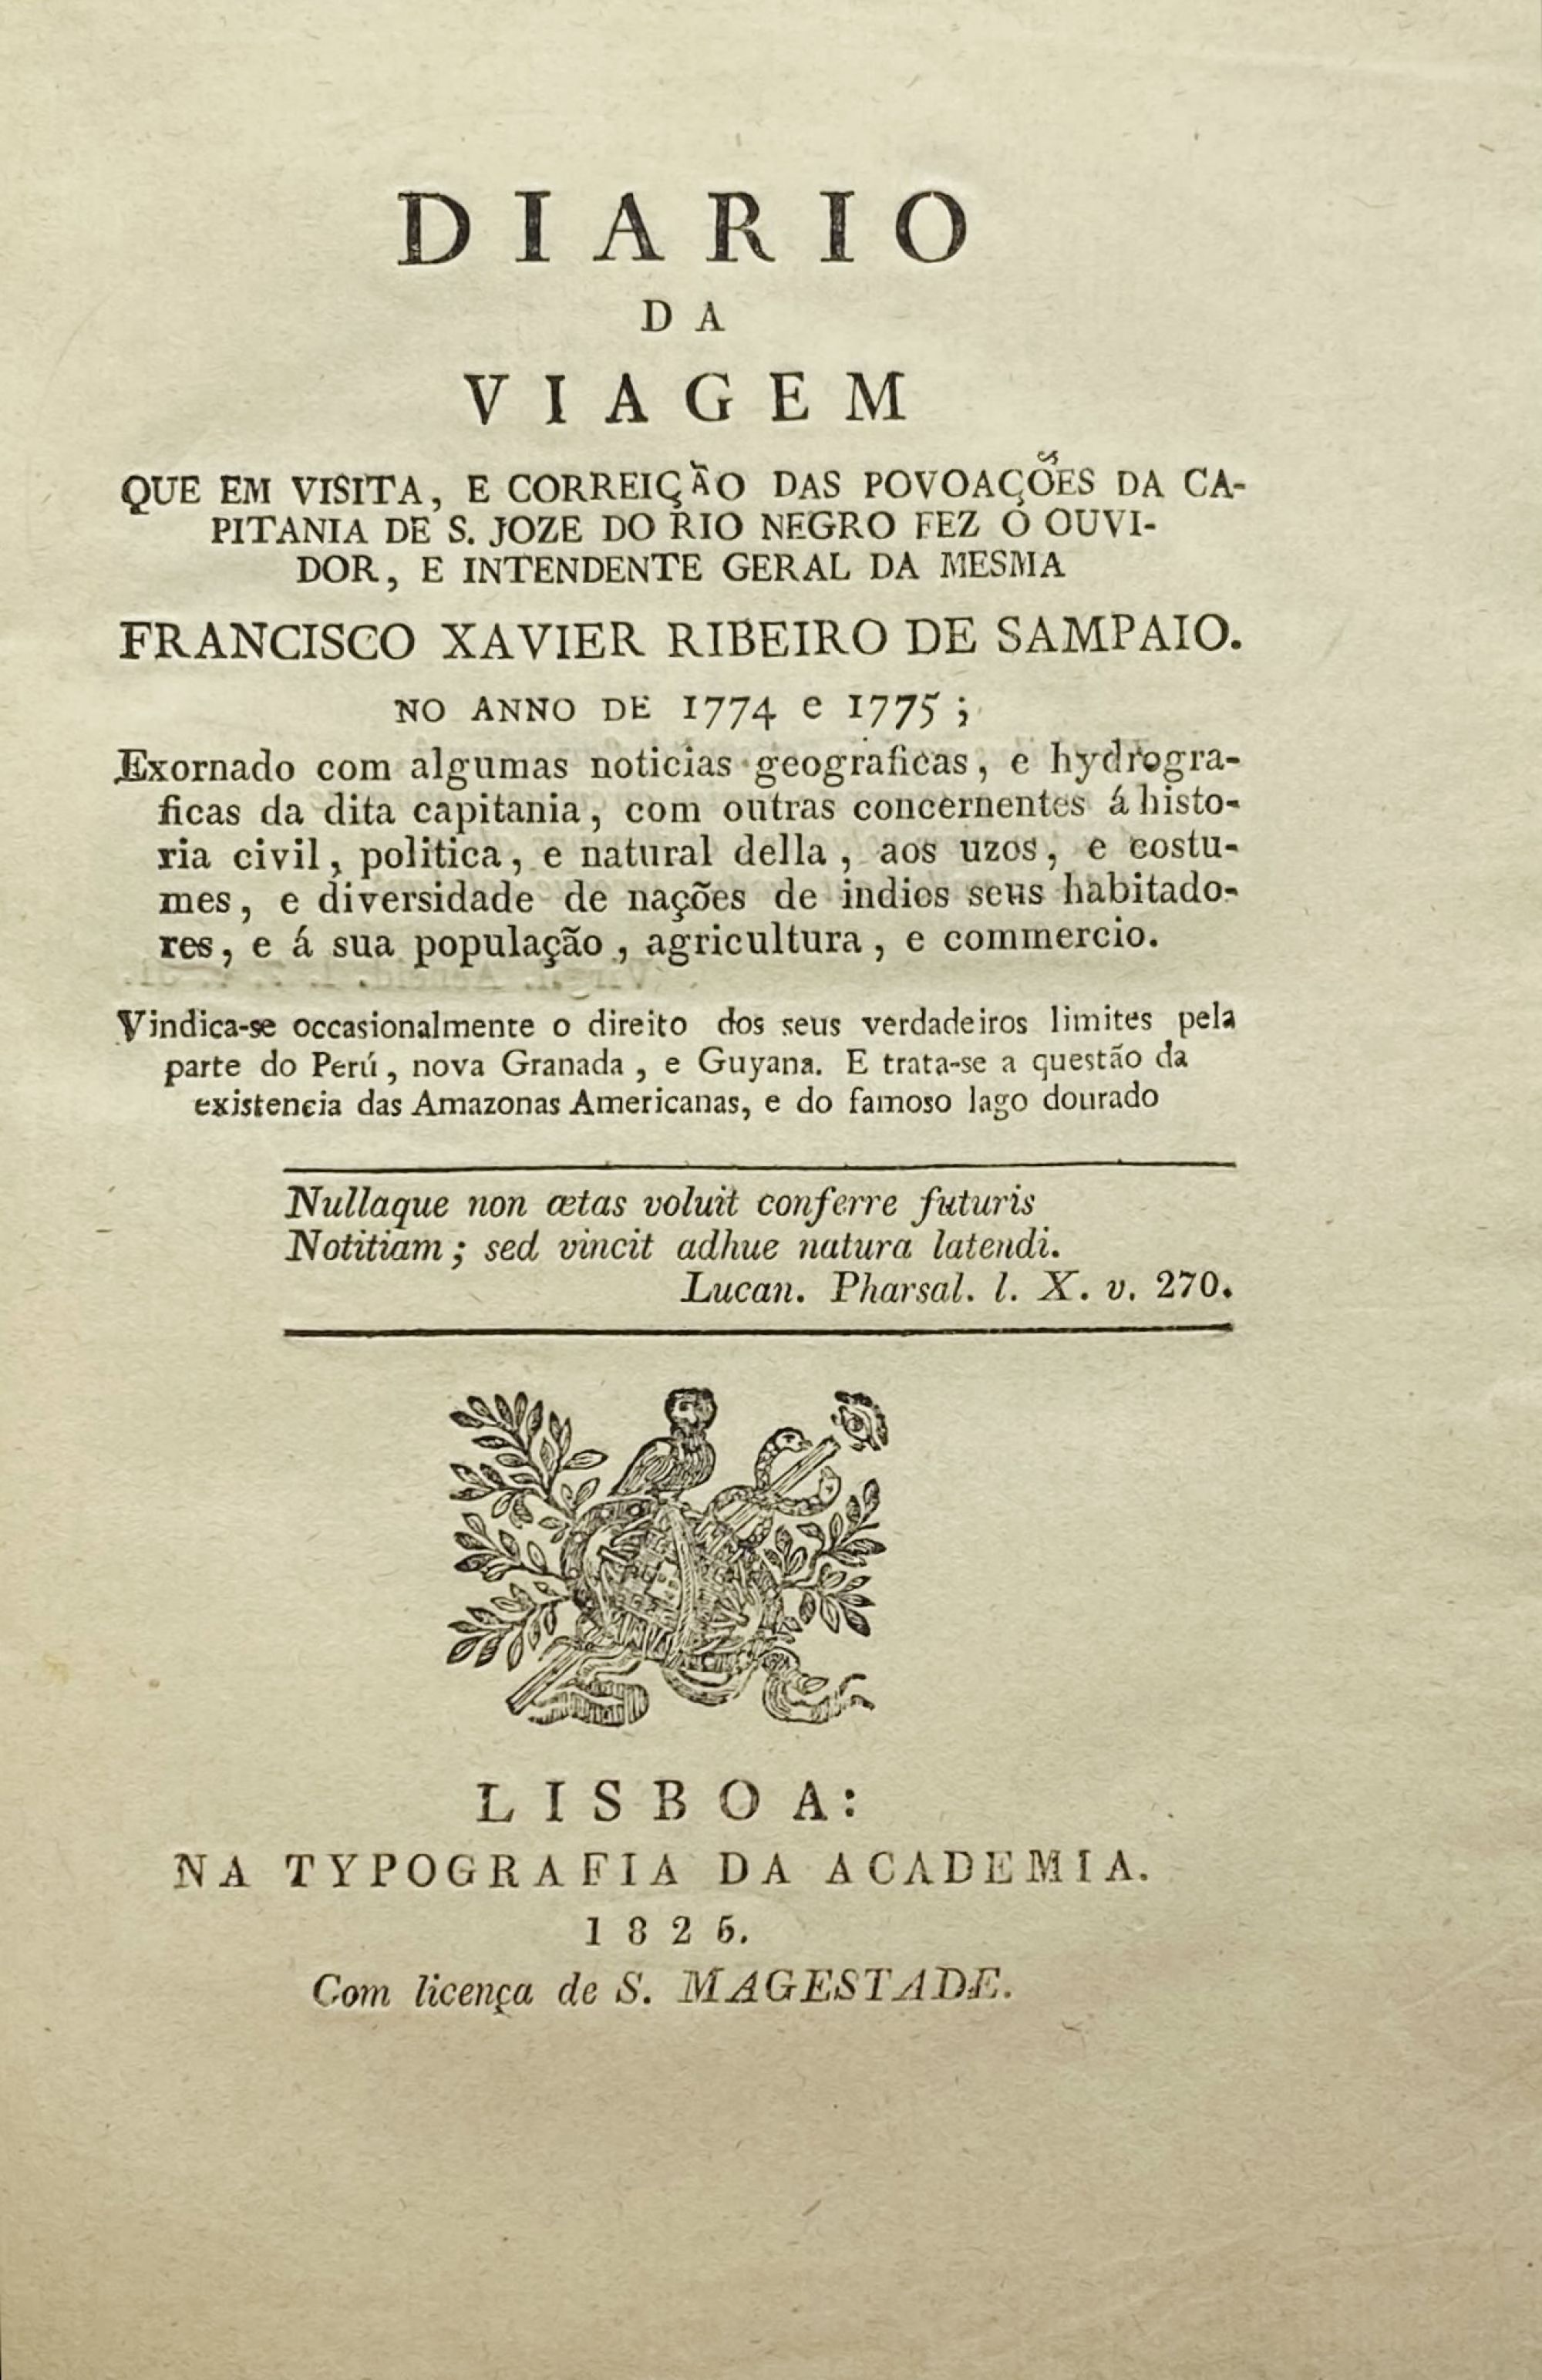 DIARIO
DA
VIAGEM
QUE EM VISITA, E CORREIÇÃO DAS POVOAÇÕES DA CA-
PITANIA DE S. JOZE DO RIO NEGRO FEZ O OUVI-
DOR, E INTENDENTE GERAL DA MESMA
FRANCISCO XAVIER RIBEIRO DE SAMPAIO.
NO ANNO DE 1774 e 1775;
Exornado com algumas noticias geograficas, e hydrogra-
ficas da dita capitania, com outras concernentes á histo-
ria civil, politica, e natural della, aos uzos, e costu-
mes, e diversidade de nações de indios seus habitado-
res, e á sua população, agricultura, e commercio.
Vindica-se occasionalmente o direito dos seus verdadeiros limites pela
parte do Perú, nova Granada, e Guyana. E trata-se a questão da
existencia das Amazonas Americanas, e do famoso lago dourado
Nullaque non ætas voluit conferre futuris
Notitiam; sed vincit adhue natura latendi.
Lucan. Pharsal. l. X. v. 270.
LISBOA:
NA TYPOGRAFIA DA ACADEMIA.
1825.
Com licença de S. MAGESTADE.